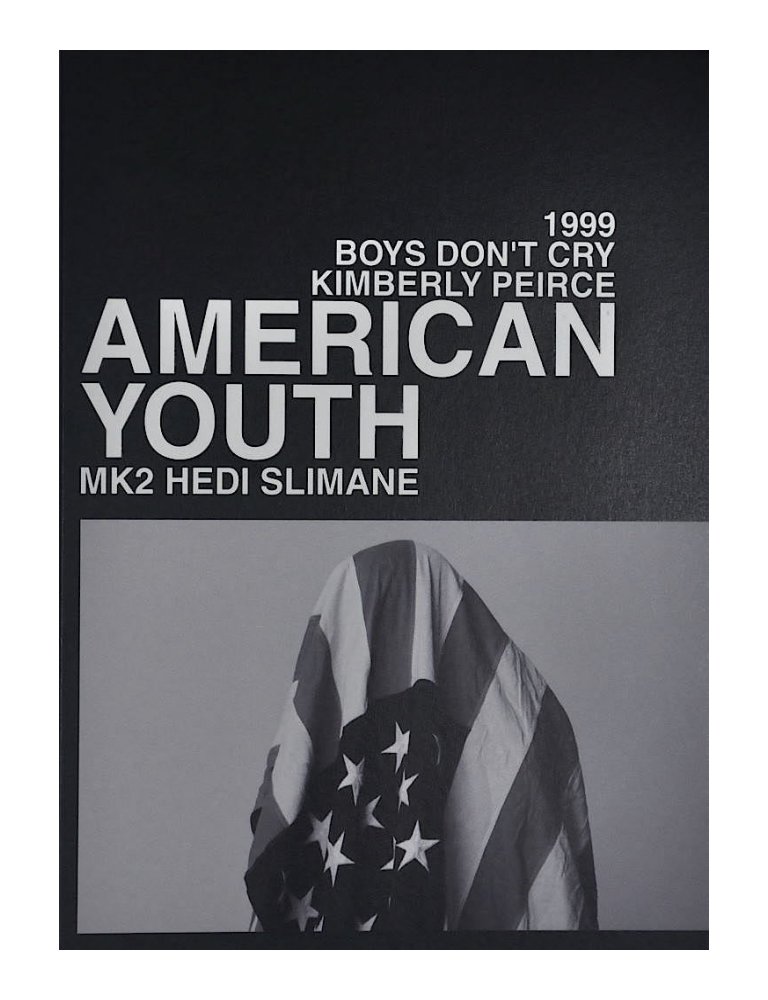 1999
BOYS DON'T CRY
KIMBERLY PEIRCE
AMERICAN
YOUTH
MK2 HEDI SLIMANE